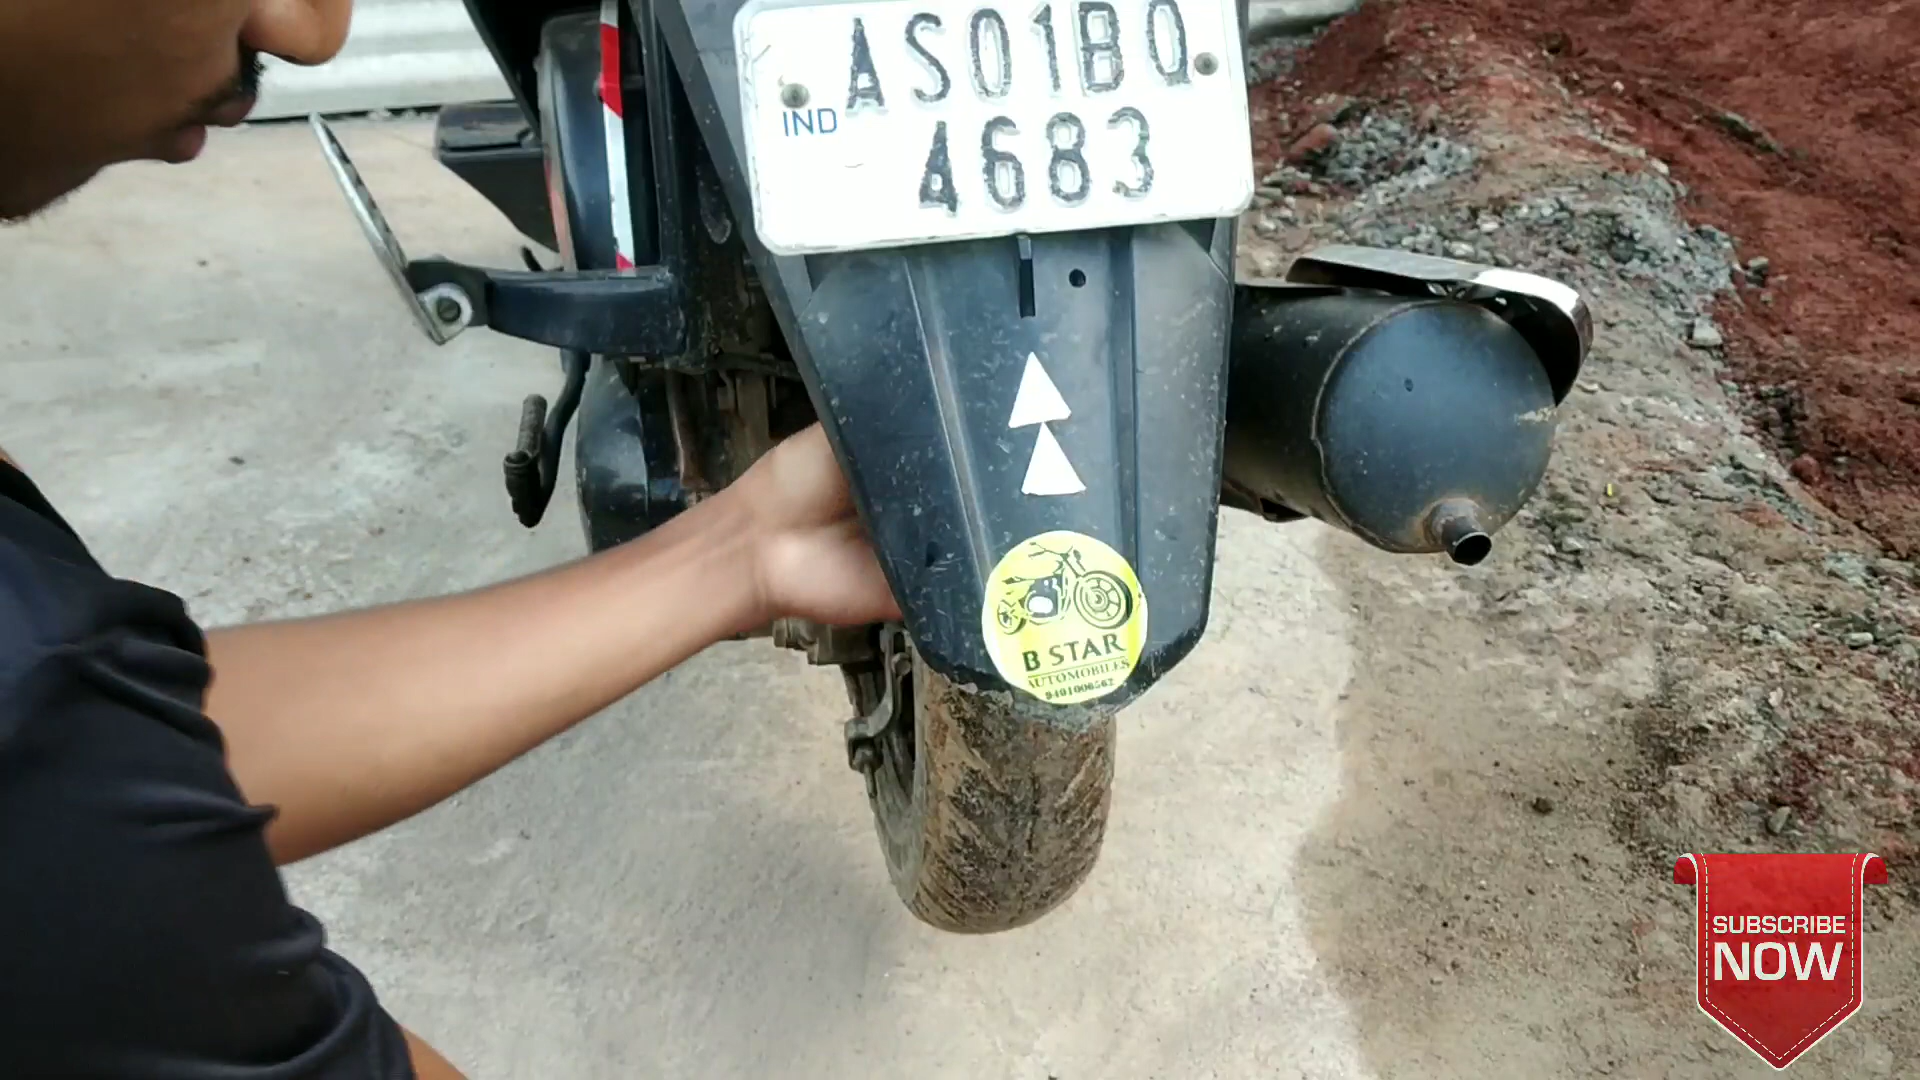 AS01BQ
IND
4683
B STAR
AUTOMOBILES
SUBSCRIBE
NOW